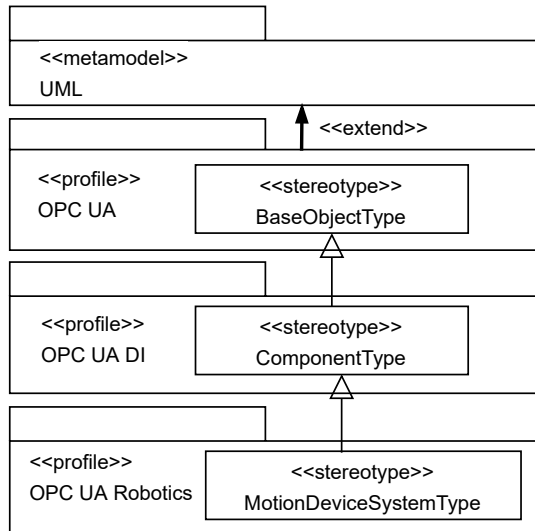 <<metamodel>>
UML
<<extend>>
<<profile>>
OPC UA
<<stereotype>>
BaseObjectType
<<profile>>
OPC UA DI
<<stereotype>>
ComponentType
<<profile>>
OPC UA Robotics
<<stereotype>>
MotionDeviceSystemType